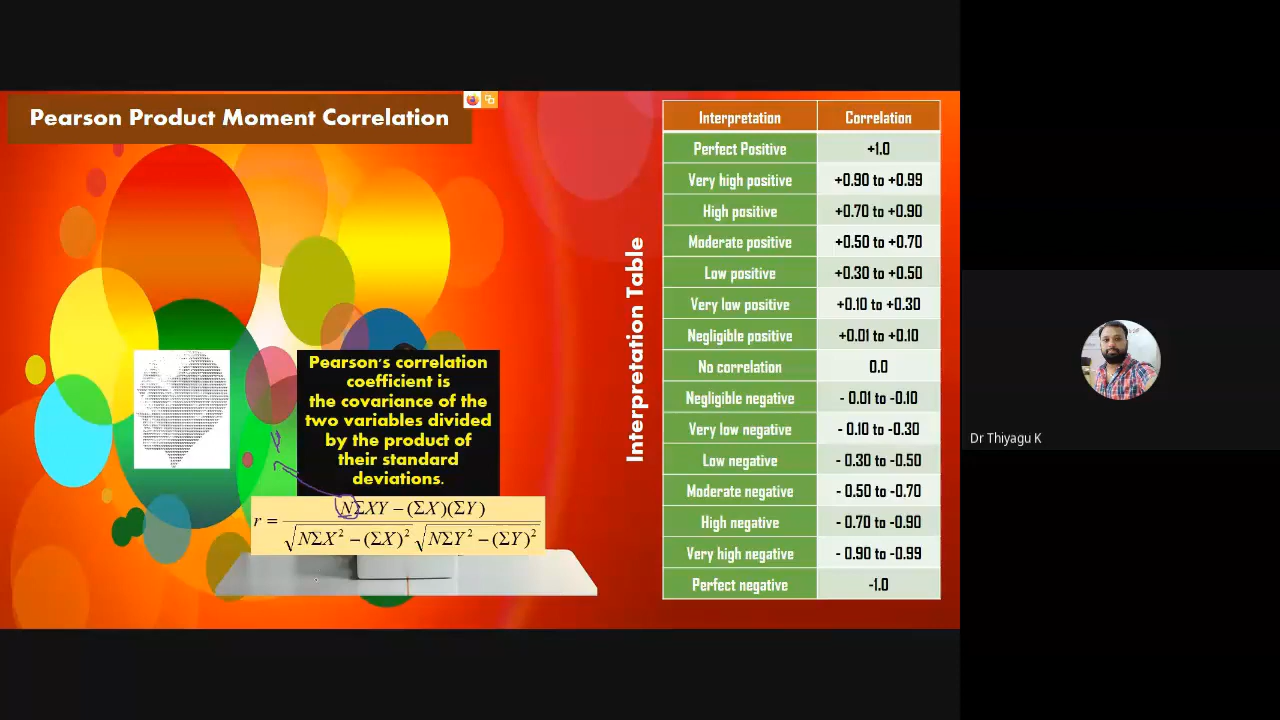 Pearson Product Moment Correlation
Pearson's correlation
coefficient is
the covariance of the
two variables divided
by the product of
their standard
deviations.
r = NΣXY − (ΣX)(ΣY)
√NΣX² − (ΣX)² √NΣY² − (ΣY)²
Interpretation Table
Interpretation Correlation
Perfect Positive +1.0
Very high positive +0.90 to +0.99
High positive +0.70 to +0.90
Moderate positive +0.50 to +0.70
Low positive +0.30 to +0.50
Very low positive +0.10 to +0.30
Negligible positive +0.01 to +0.10
No correlation 0.0
Negligible negative - 0.01 to -0.10
Very low negative - 0.10 to -0.30
Low negative - 0.30 to -0.50
Moderate negative - 0.50 to -0.70
High negative - 0.70 to -0.90
Very high negative - 0.90 to -0.99
Perfect negative -1.0
Dr Thiyagu K